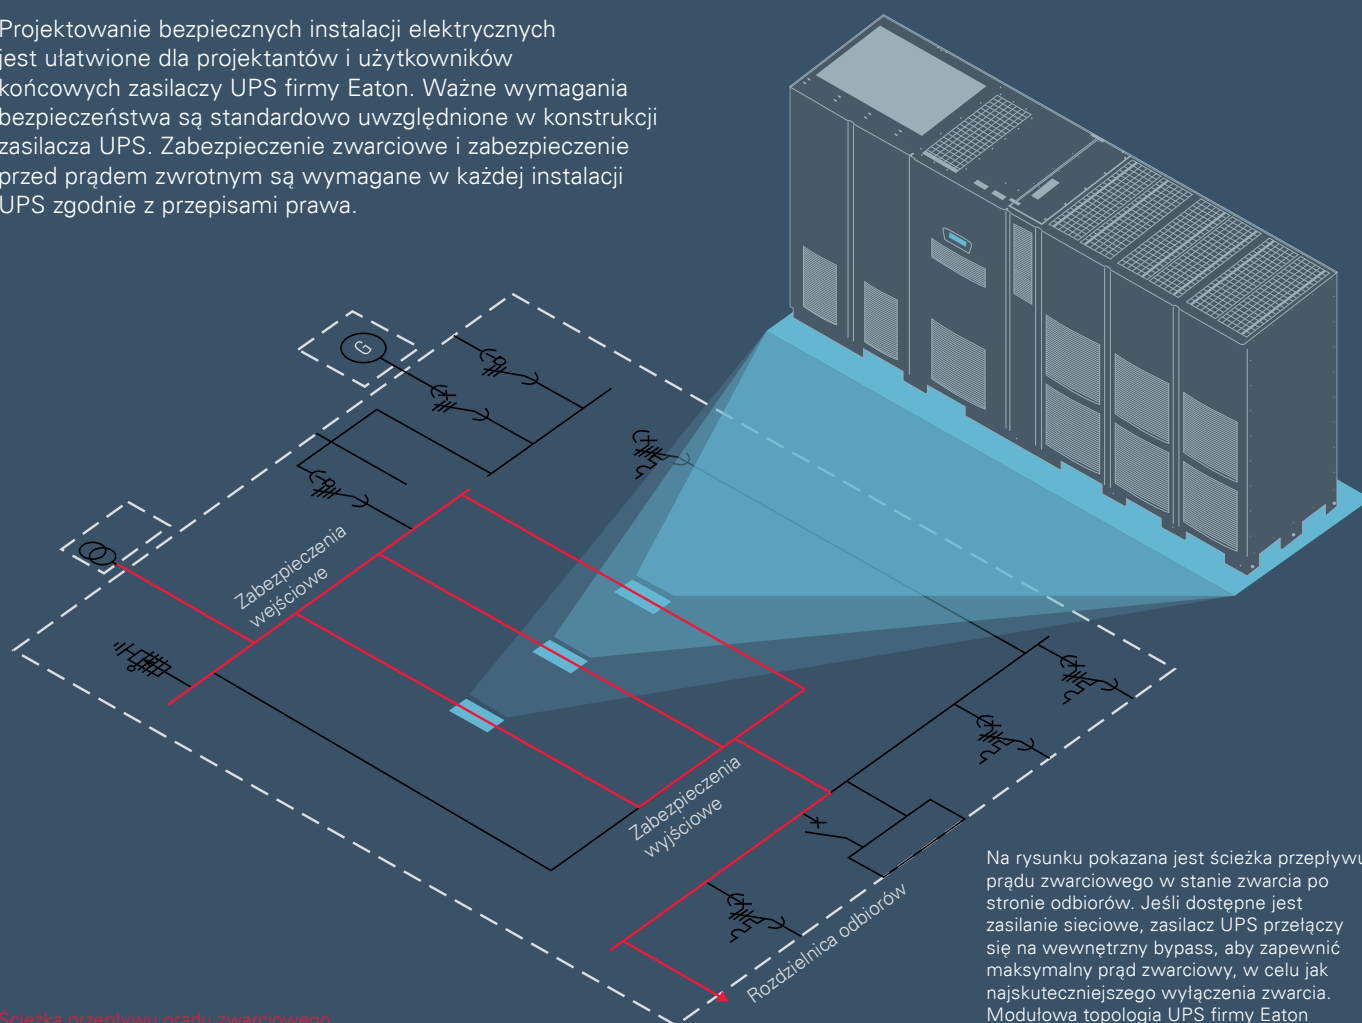 Projektowanie bezpiecznych instalacji elektrycznych
jest ułatwione dla projektantów i użytkowników
końcowych zasilaczy UPS firmy Eaton. Ważne wymagania
bezpieczeństwa są standardowo uwzględnione w konstrukcji
zasilacza UPS. Zabezpieczenie zwarciowe i zabezpieczenie
przed prądem zwrotnym są wymagane w każdej instalacji
UPS zgodnie z przepisami prawa.
G
Zabezpieczenia
wejściowe
Zabezpieczenia
wyjściowe
Rozdzielnica odbiorów
Na rysunku pokazana jest ścieżka przepływu
prądu zwarciowego w stanie zwarcia po
stronie odbiorów. Jeśli dostępne jest
zasilanie sieciowe, zasilacz UPS przełączy
się na wewnętrzny bypass, aby zapewnić
maksymalny prąd zwarciowy, w celu jak
najskuteczniejszego wyłączenia zwarcia.
Modułowa topologia UPS firmy Eaton
Ścieżka przepływu prądu zwarciowego